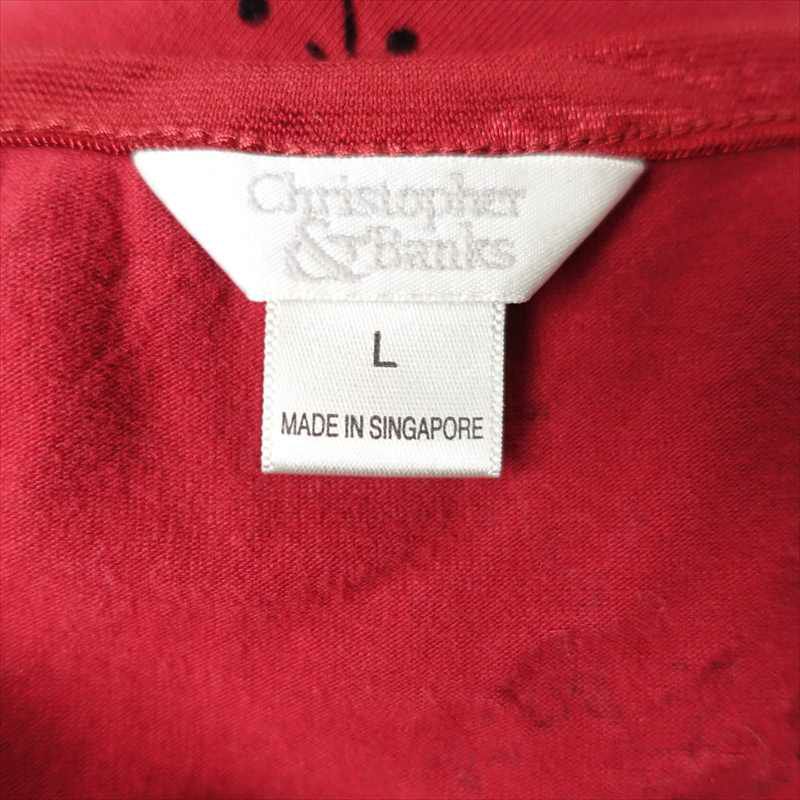 Christopher
& Banks
L
MADE IN SINGAPORE